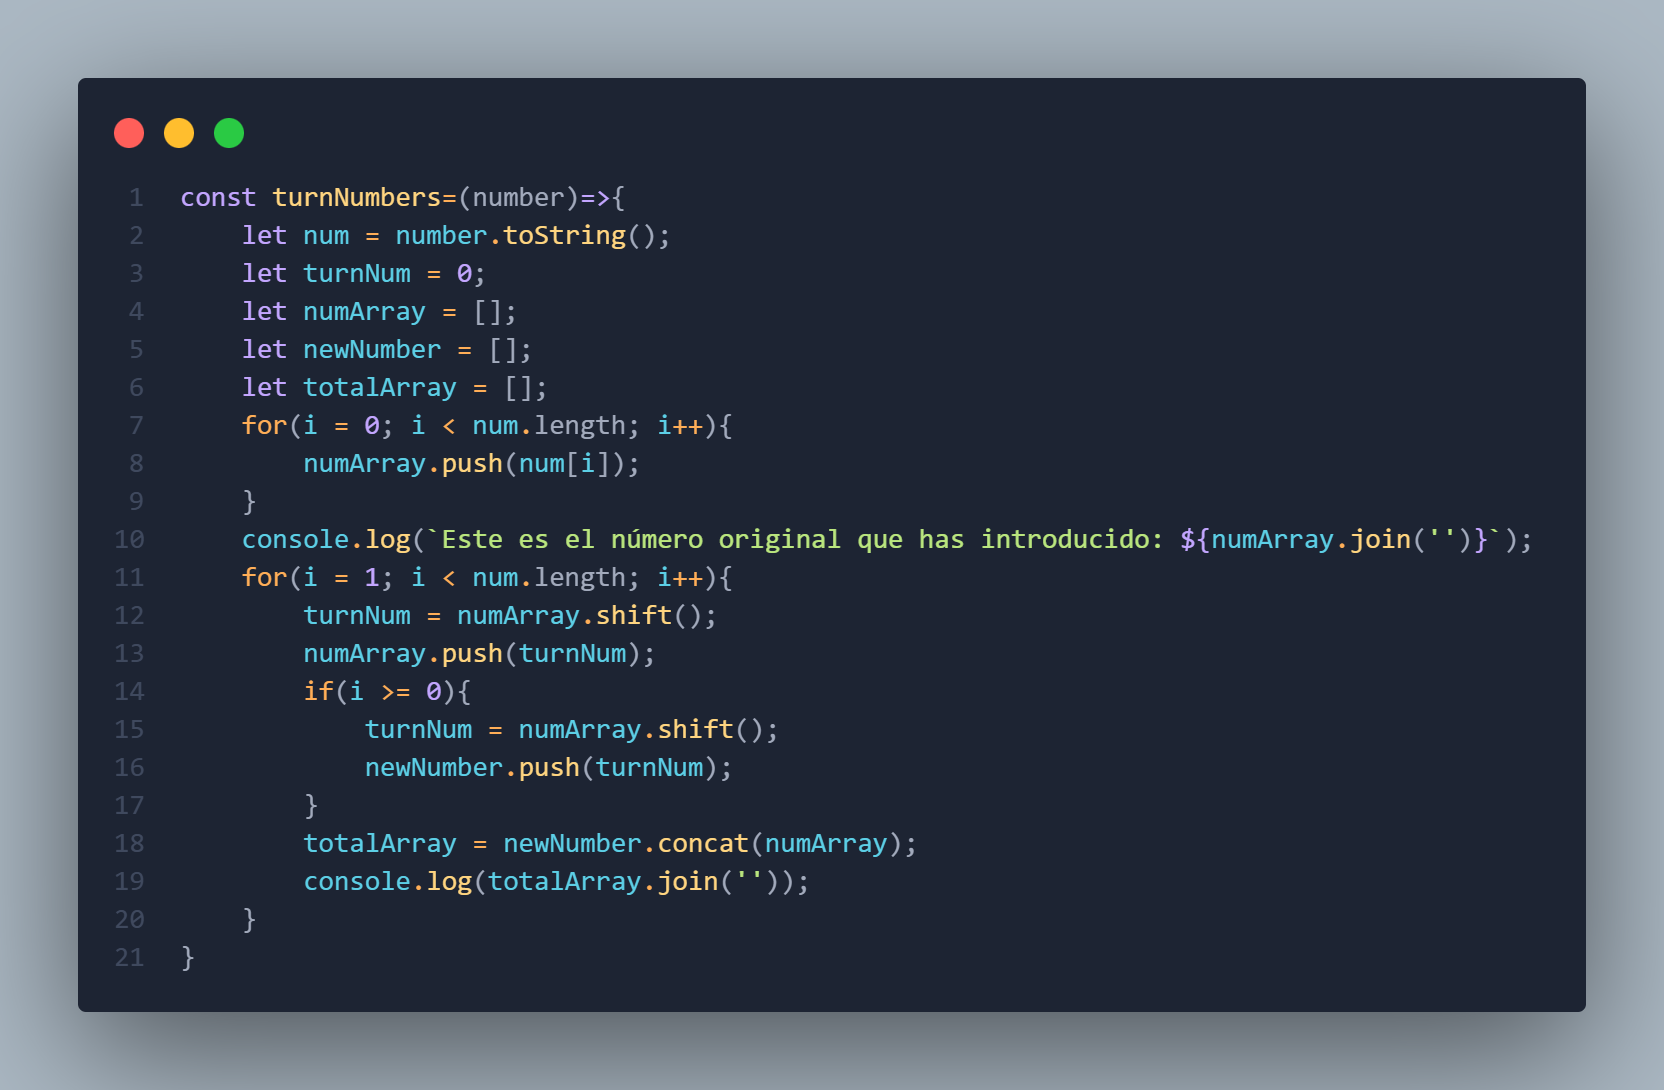 1 const turnNumbers=(number)=>{
2     let num = number.toString();
3     let turnNum = 0;
4     let numArray = [];
5     let newNumber = [];
6     let totalArray = [];
7     for(i = 0; i < num.length; i++){
8         numArray.push(num[i]);
9     }
10     console.log(`Este es el número original que has introducido: ${numArray.join('')}`);
11     for(i = 1; i < num.length; i++){
12         turnNum = numArray.shift();
13         numArray.push(turnNum);
14         if(i >= 0){
15             turnNum = numArray.shift();
16             newNumber.push(turnNum);
17         }
18         totalArray = newNumber.concat(numArray);
19         console.log(totalArray.join(''));
20     }
21 }